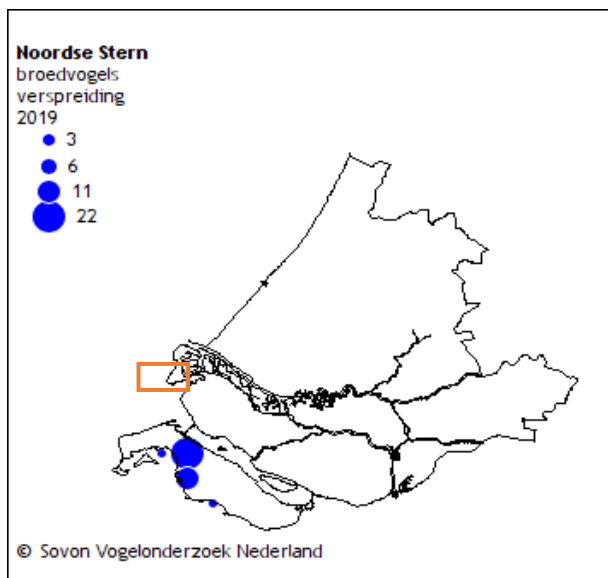 Noordse Stern
broedvogels
verspreiding
2019
3
6
11
22
© Sovon Vogelonderzoek Nederland